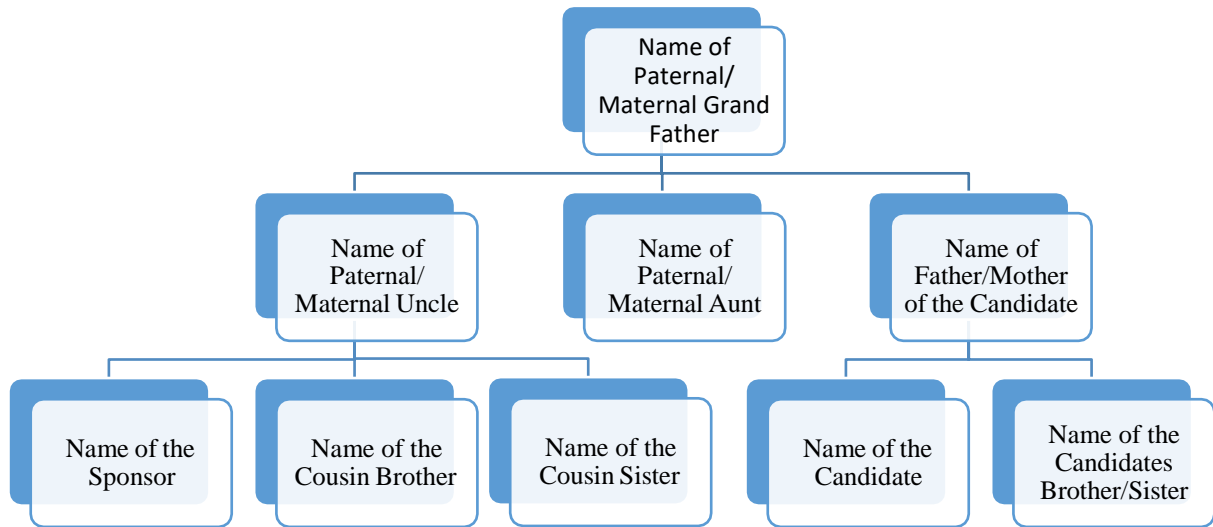 Name of
Paternal/
Maternal Grand
Father
Name of
Paternal/
Maternal Uncle
Name of
Paternal/
Maternal Aunt
Name of
Father/Mother
of the Candidate
Name of the
Sponsor
Name of the
Cousin Brother
Name of the
Cousin Sister
Name of the
Candidate
Name of the
Candidates
Brother/Sister